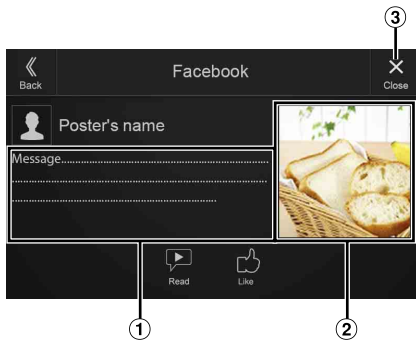 3
Back
Facebook
Close
Poster's name
Message..................................................................
................................................................................
................................................................
Read
Like
1
2